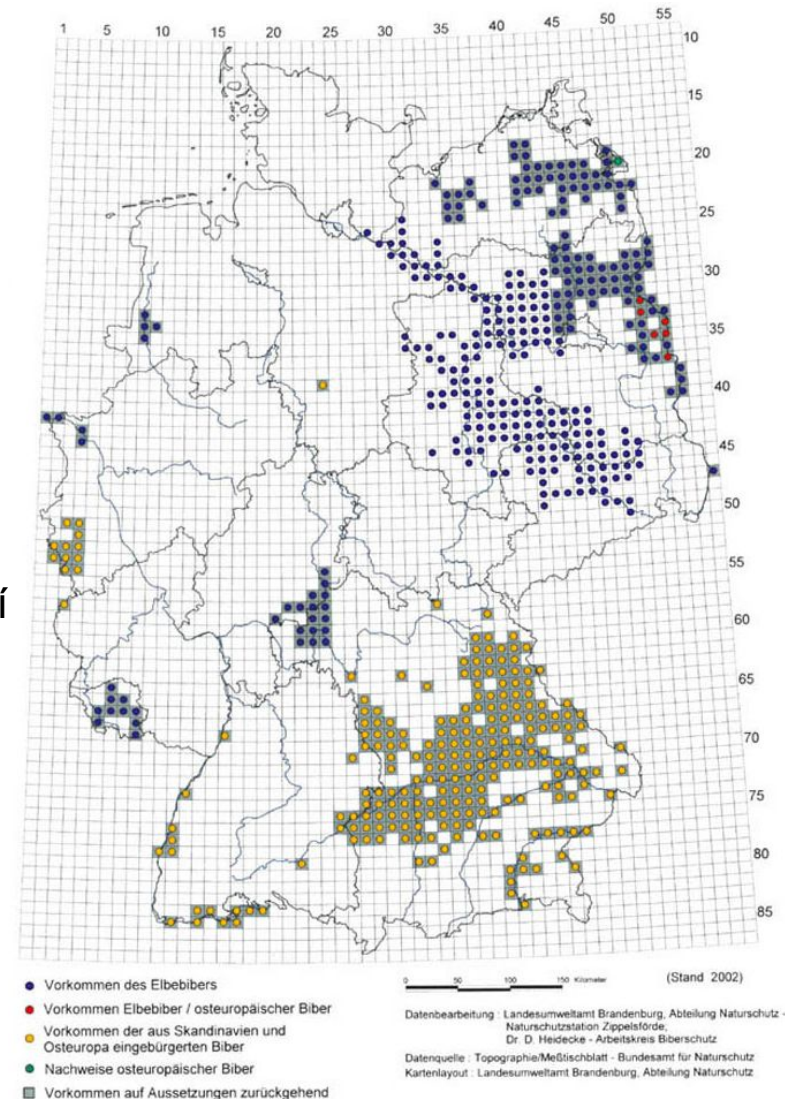 1 5 10 15 20 25 30 35 40 45 50 55
10
15
20
25
30
35
40
45
50
55
í
60
65
70
75
80
85
Vorkommen des Elbebibers
Vorkommen Elbebiber / osteuropäischer Biber
Vorkommen der aus Skandinavien und
Osteuropa eingebürgerten Biber
Nachweise osteuropäischer Biber
Vorkommen auf Aussetzungen zurückgehend
0 50 100 150 Kilometer
(Stand 2002)
Datenbearbeitung : Landesumweltamt Brandenburg, Abteilung Naturschutz -
Naturschutzstation Zippelsförde;
Dr. D. Heidecke - Arbeitskreis Biberschutz
Datenquelle : Topographie/Meßtischblatt - Bundesamt für Naturschutz
Kartenlayout : Landesumweltamt Brandenburg, Abteilung Naturschutz